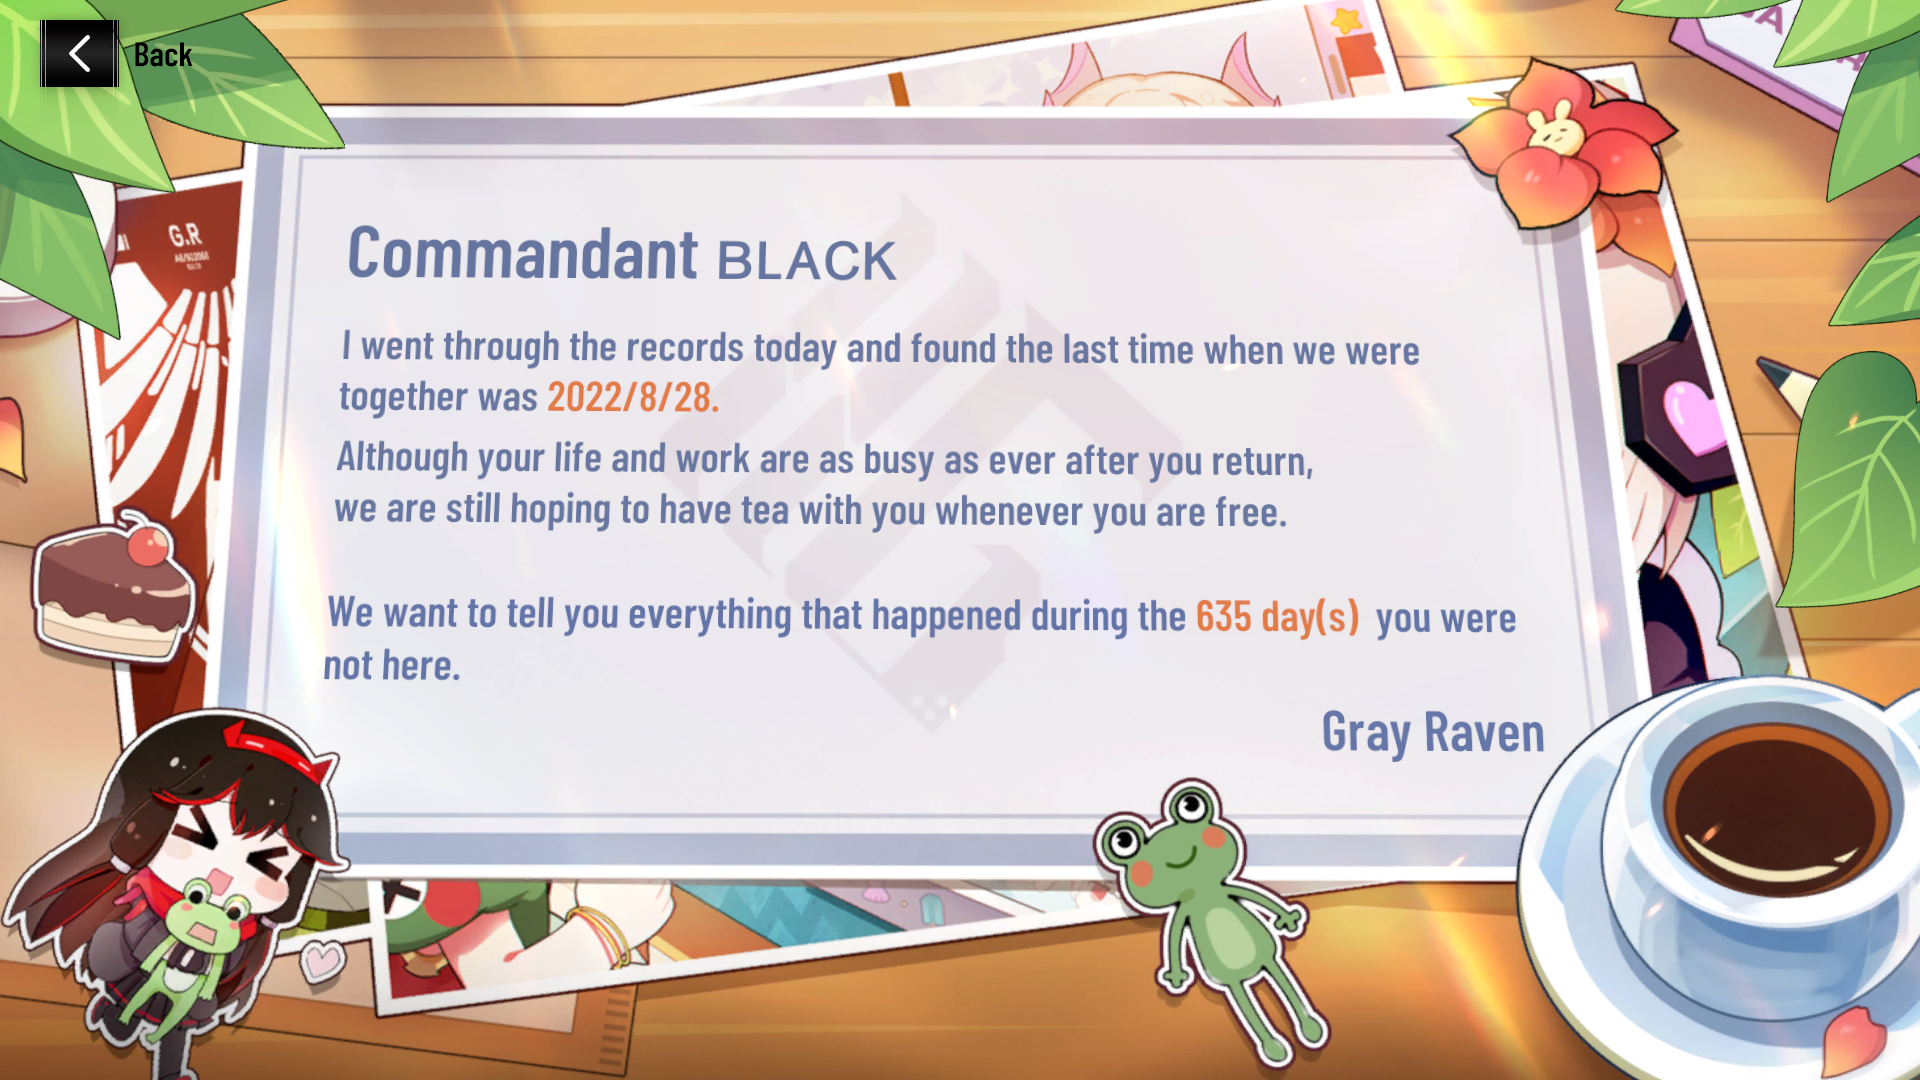 Back
G.R
Commandant BLACK
I went through the records today and found the last time when we were
together was 2022/8/28.
Although your life and work are as busy as ever after you return,
we are still hoping to have tea with you whenever you are free.
We want to tell you everything that happened during the 635 day(s) you were
not here.
Gray Raven